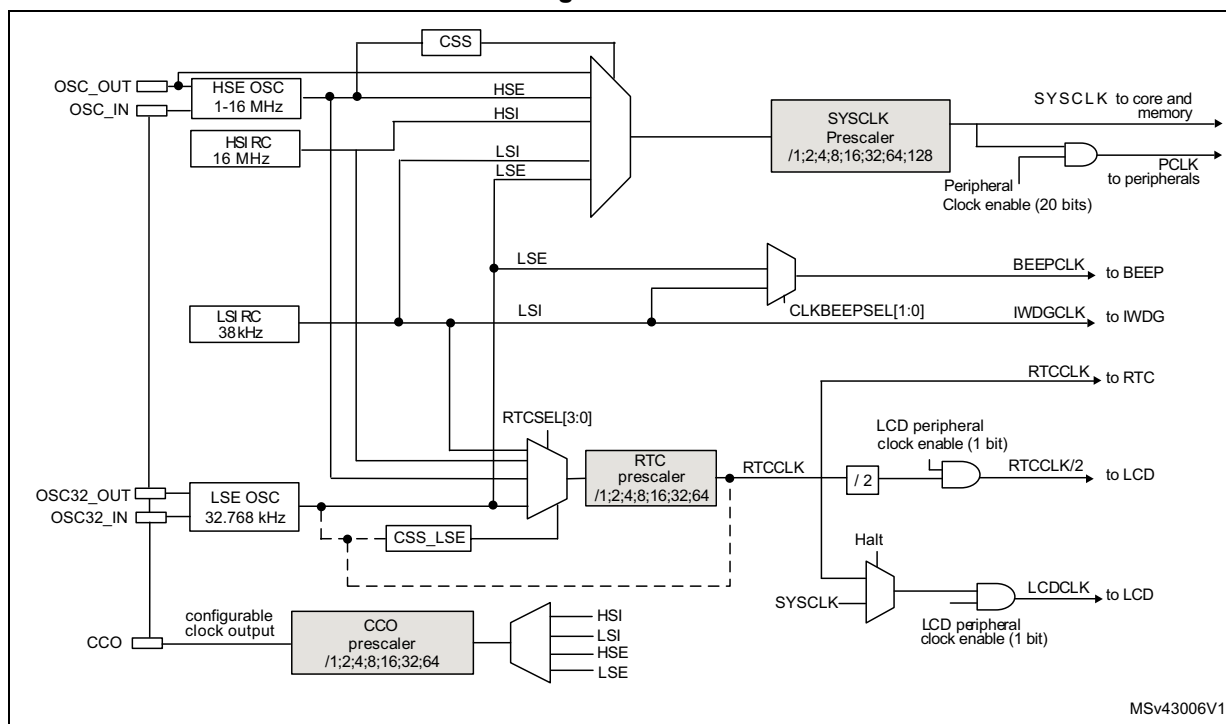 CSS
OSC_OUT
OSC_IN
HSE OSC
1-16 MHz
HSE
HSI
HSI RC
16 MHz
LSI
LSE
SYSCLK
Prescaler
/1;2;4;8;16;32;64;128
SYSCLK to core and
memory
PCLK
to peripherals
Peripheral
Clock enable (20 bits)
LSE
BEEPCLK
to BEEP
CLKBEEPSEL[1:0]
LSI RC
38kHz
LSI
IWDGCLK
to IWDG
RTCCLK
to RTC
RTCSEL[3:0]
LCD peripheral
clock enable (1 bit)
RTC
prescaler
/1;2;4;8;16;32;64
RTCCLK
/ 2
RTCCLK/2
to LCD
OSC32_OUT
OSC32_IN
LSE OSC
32.768 kHz
CSS_LSE
Halt
SYSCLK
LCDCLK
to LCD
LCD peripheral
clock enable (1 bit)
configurable
clock output
CCO
CCO
prescaler
/1;2;4;8;16;32;64
HSI
LSI
HSE
LSE
MSv43006V1